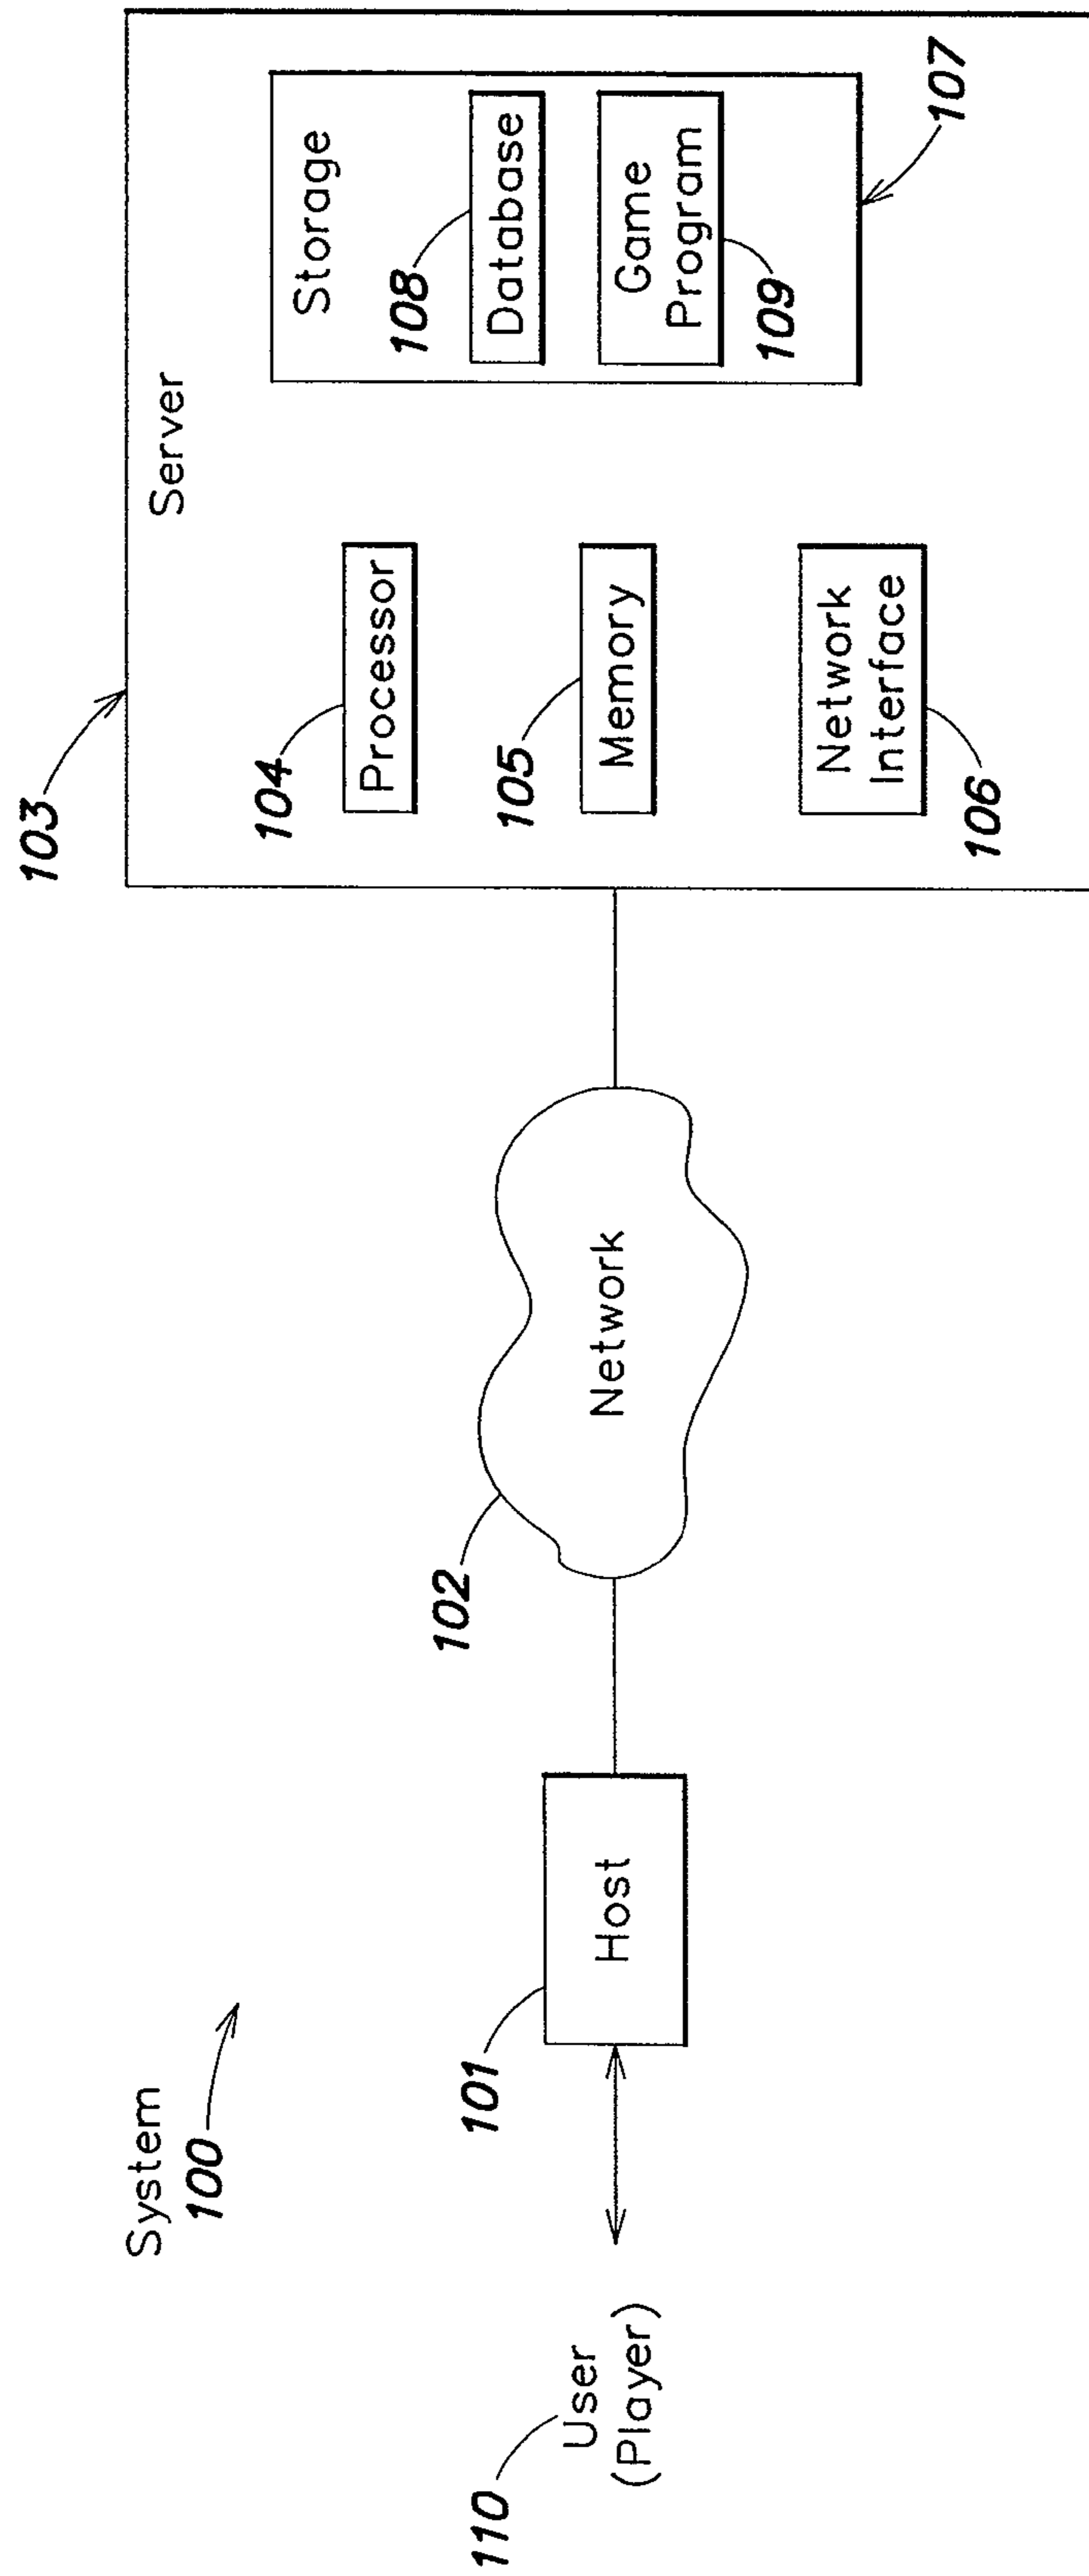 103
Server
104
Processor
105
Memory
106
Network
Interface
Storage
108
Database
Game
Program
109
107
102
Network
System
100
101
Host
110
User
(Player)